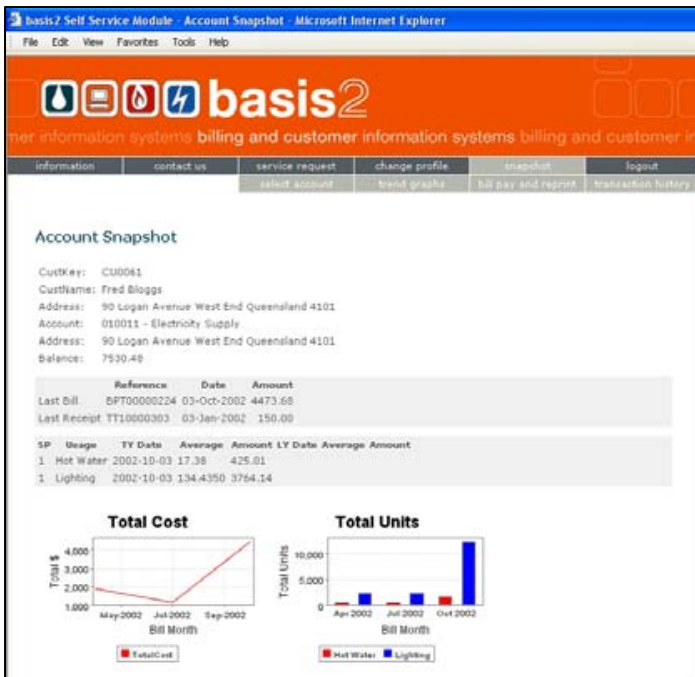 basis2 Self Service Module - Account Snapshot - Microsoft Internet Explorer
File Edit View Favorites Tools Help
basis2
er information systems billing and customer information systems billing and customer i
information contact us service request change profile snapshot logout
select account trend graphs bill pay and reprint transaction history
Account Snapshot
CustKey: CU0061
CustName: Fred Bloggs
Address: 90 Logan Avenue West End Queensland 4101
Account: 010011 - Electricity Supply
Address: 90 Logan Avenue West End Queensland 4101
Balance: 7530.48
Reference Date Amount
Last Bill BPT00000224 03-Oct-2002 4473.68
Last Receipt TT10000303 03-Jan-2002 150.00
SP Usage TY Date Average Amount LY Date Average Amount
1 Hot Water 2002-10-03 17.38 425.01
1 Lighting 2002-10-03 134.4350 3764.14
Total Cost
Total $
4,000
3,000
2,000
1,000
May-2002 Jul-2002 Sep-2002
Bill Month
TotalCost
Total Units
Total Units
10,000
5,000
0
Apr 2002 Jul 2002 Oct 2002
Bill Month
Hot Water Lighting